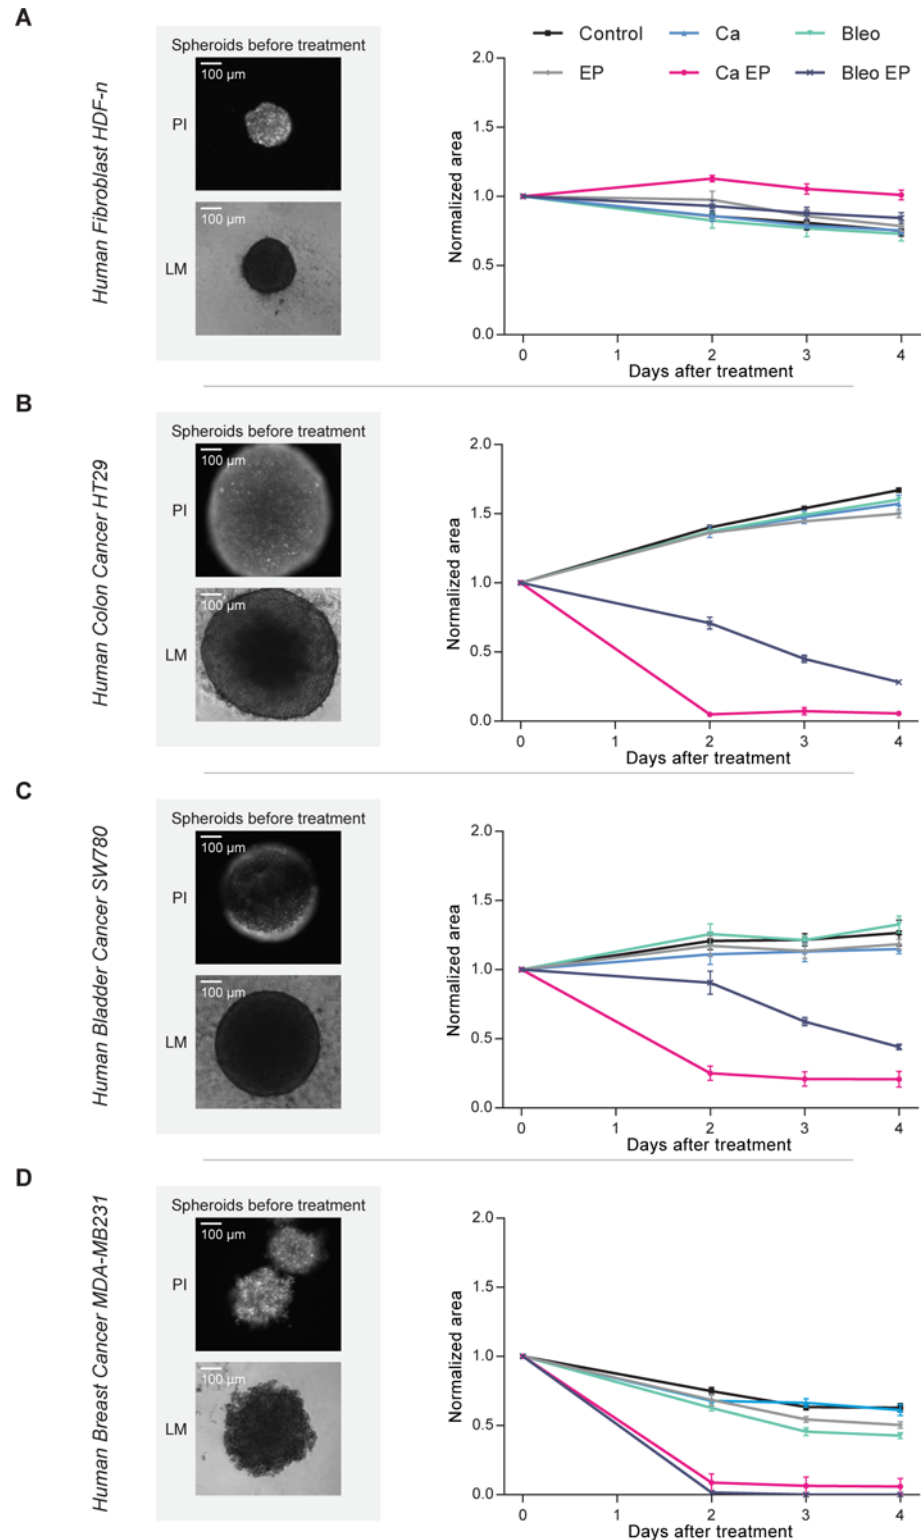 A
Human Fibroblast HDF-n
Spheroids before treatment
PI
100 µm
LM
100 µm
Control
Ca
Bleo
EP
Ca EP
Bleo EP
Normalized area
2.0
1.5
1.0
0.5
0.0
0 1 2 3 4
Days after treatment
B
Human Colon Cancer HT29
Spheroids before treatment
PI
100 µm
LM
100 µm
Normalized area
2.0
1.5
1.0
0.5
0.0
0 1 2 3 4
Days after treatment
C
Human Bladder Cancer SW780
Spheroids before treatment
PI
100 µm
LM
100 µm
Normalized area
2.0
1.5
1.0
0.5
0.0
0 1 2 3 4
Days after treatment
D
Human Breast Cancer MDA-MB231
Spheroids before treatment
PI
100 µm
LM
100 µm
Normalized area
2.0
1.5
1.0
0.5
0.0
0 1 2 3 4
Days after treatment